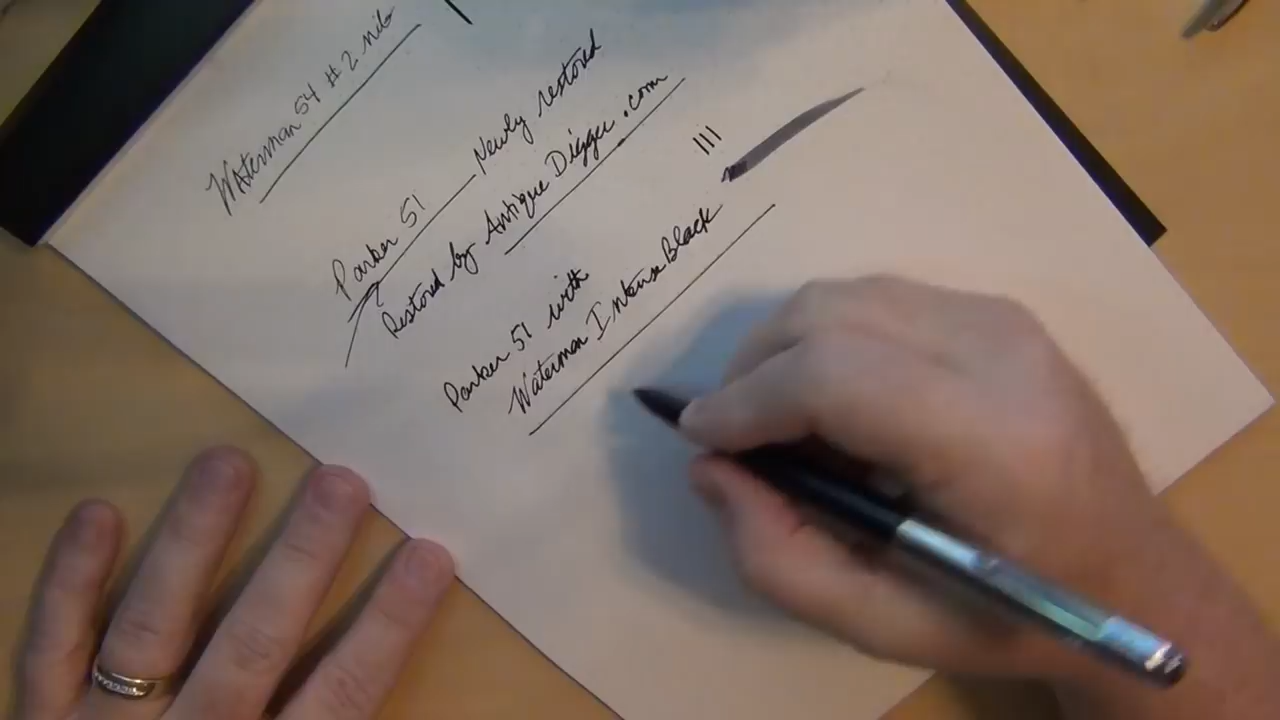 Waterman 54 # 2 nib
Parker 51 Newly restored
Restored by Antique Digger.com
Parker 51 with
Waterman Intense Black